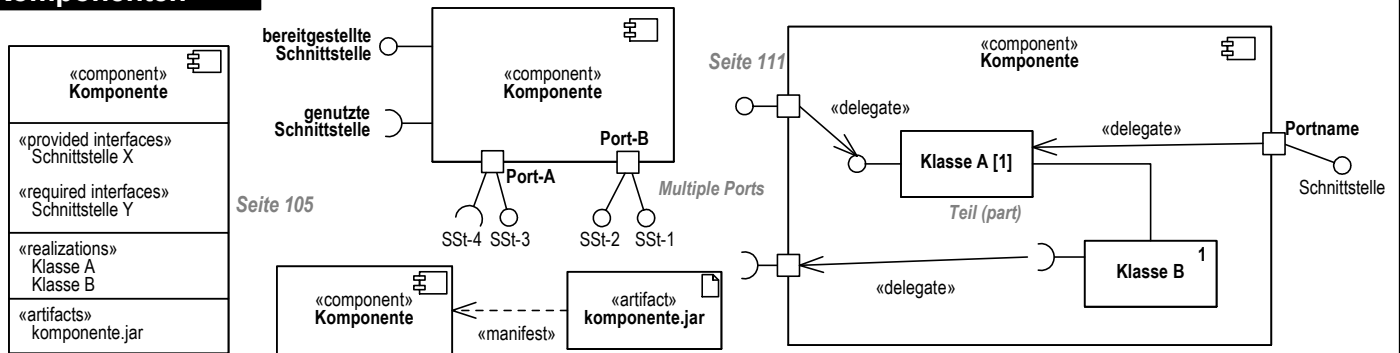 Komponenten
«component»
Komponente
«provided interfaces»
Schnittstelle X
«required interfaces»
Schnittstelle Y
«realizations»
Klasse A
Klasse B
«artifacts»
komponente.jar
Seite 105
bereitgestellte
Schnittstelle
genutzte
Schnittstelle
«component»
Komponente
Port-B
Port-A
Multiple Ports
SSt-4
SSt-3
SSt-2
SSt-1
«component»
Komponente
«manifest»
«artifact»
komponente.jar
Seite 111
«component»
Komponente
«delegate»
«delegate»
Portname
Klasse A [1]
Schnittstelle
Teil (part)
1
Klasse B
«delegate»